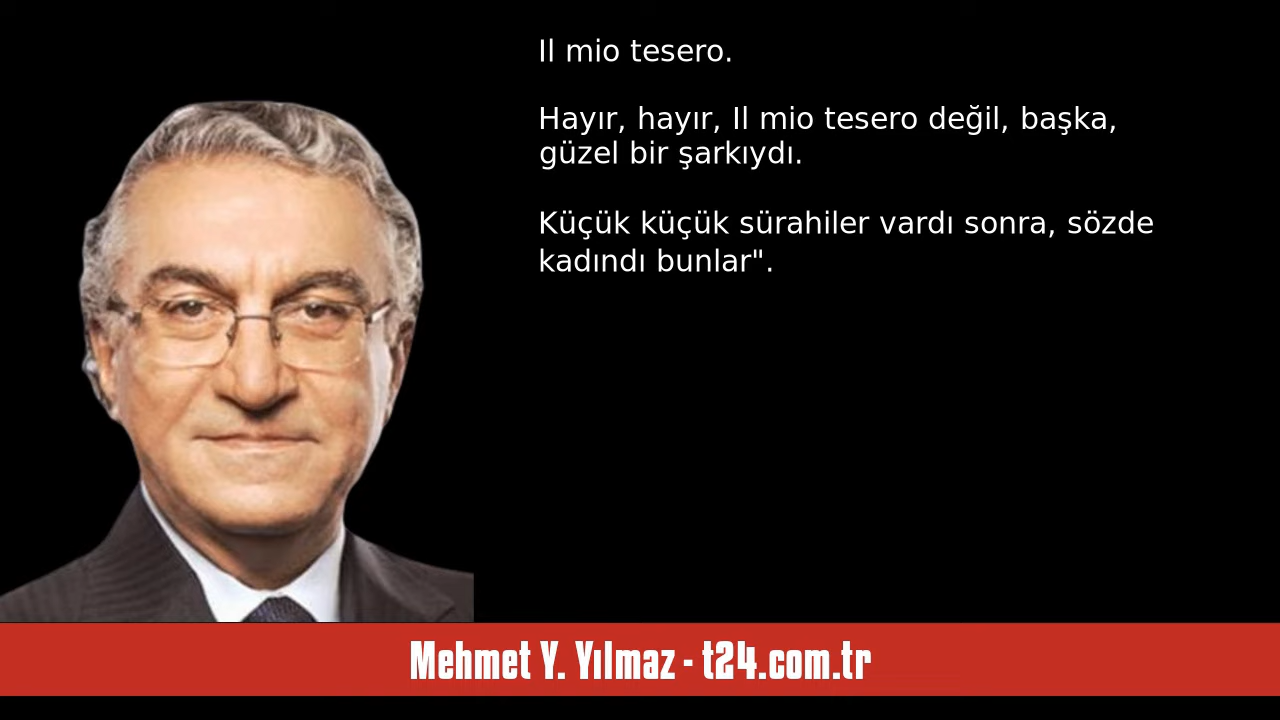 Il mio tesero.
Hayır, hayır, Il mio tesero değil, başka,
güzel bir şarkıydı.
Küçük küçük sürahiler vardı sonra, sözde
kadındı bunlar".
Mehmet Y. Yılmaz - t24.com.tr